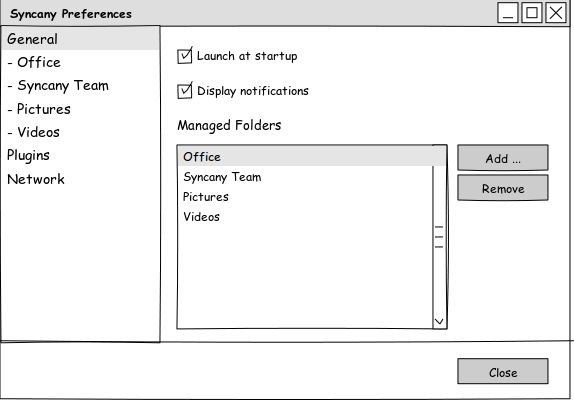 Syncany Preferences
General
- Office
- Syncany Team
- Pictures
- Videos
Plugins
Network
Launch at startup
Display notifications
Managed Folders
Office
Syncany Team
Pictures
Videos
Add ...
Remove
Close